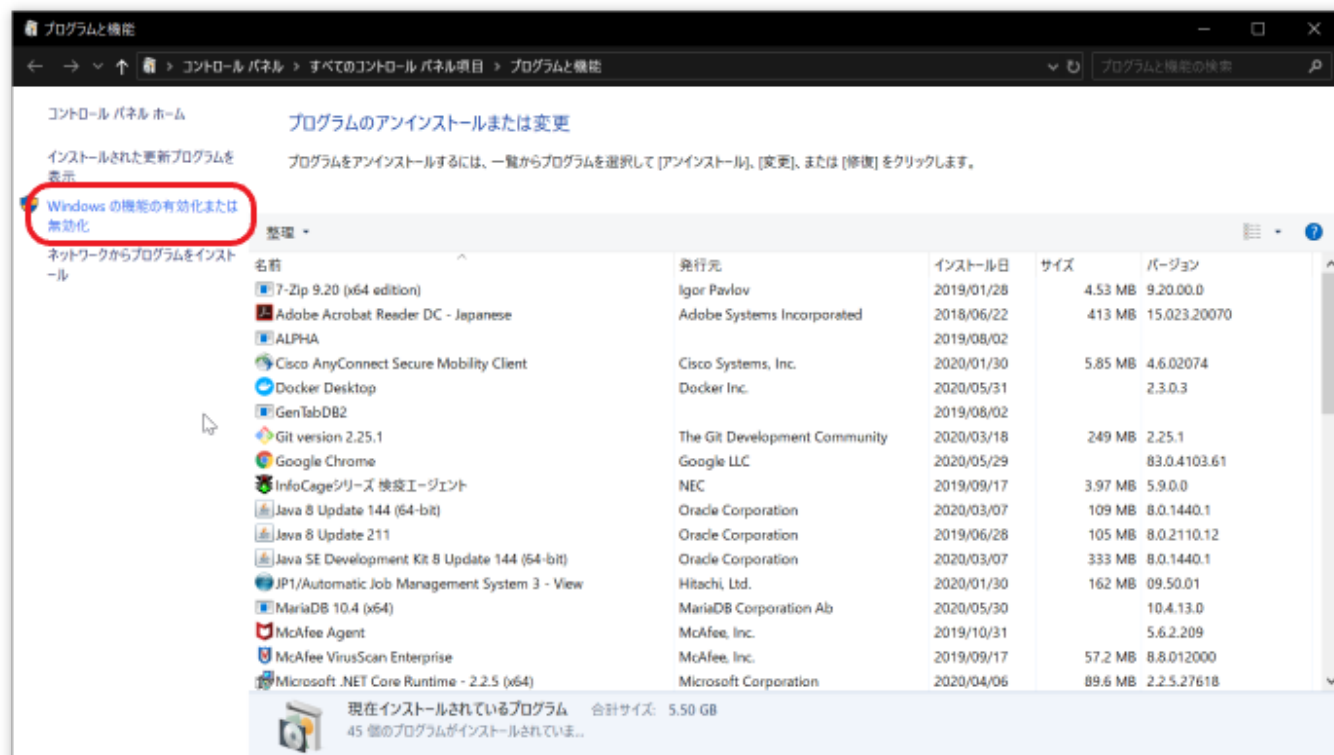 プログラムと機能
コントロール パネル > すべてのコントロール パネル項目 > プログラムと機能
プログラムと機能の検索
コントロール パネル ホーム
インストールされた更新プログラムを
表示
Windows の機能の有効化または
無効化
ネットワークからプログラムをインスト
ール
プログラムのアンインストールまたは変更
プログラムをアンインストールするには、一覧からプログラムを選択して [アンインストール]、[変更]、または [修復] をクリックします。
整理
名前 発行元 インストール日 サイズ バージョン
7-Zip 9.20 (x64 edition) Igor Pavlov 2019/01/28 4.53 MB 9.20.00.0
Adobe Acrobat Reader DC - Japanese Adobe Systems Incorporated 2018/06/22 413 MB 15.023.20070
ALPHA 2019/08/02
Cisco AnyConnect Secure Mobility Client Cisco Systems, Inc. 2020/01/30 5.85 MB 4.6.02074
Docker Desktop Docker Inc. 2020/05/31 2.3.0.3
GenTabDB2 2019/08/02
Git version 2.25.1 The Git Development Community 2020/03/18 249 MB 2.25.1
Google Chrome Google LLC 2020/05/29 83.0.4103.61
InfoCageシリーズ 検疫エージェント NEC 2019/09/17 3.97 MB 5.9.0.0
Java 8 Update 144 (64-bit) Oracle Corporation 2020/03/07 109 MB 8.0.1440.1
Java 8 Update 211 Oracle Corporation 2019/06/28 105 MB 8.0.2110.12
Java SE Development Kit 8 Update 144 (64-bit) Oracle Corporation 2020/03/07 333 MB 8.0.1440.1
JP1/Automatic Job Management System 3 - View Hitachi, Ltd. 2020/01/30 162 MB 09.50.01
MariaDB 10.4 (x64) MariaDB Corporation Ab 2020/05/30 10.4.13.0
McAfee Agent McAfee, Inc. 2019/10/31 5.6.2.209
McAfee VirusScan Enterprise McAfee, Inc. 2019/09/17 57.2 MB 8.8.012000
Microsoft .NET Core Runtime - 2.2.5 (x64) Microsoft Corporation 2020/04/06 89.6 MB 2.2.5.27618
現在インストールされているプログラム 合計サイズ: 5.50 GB
45 個のプログラムがインストールされていま...